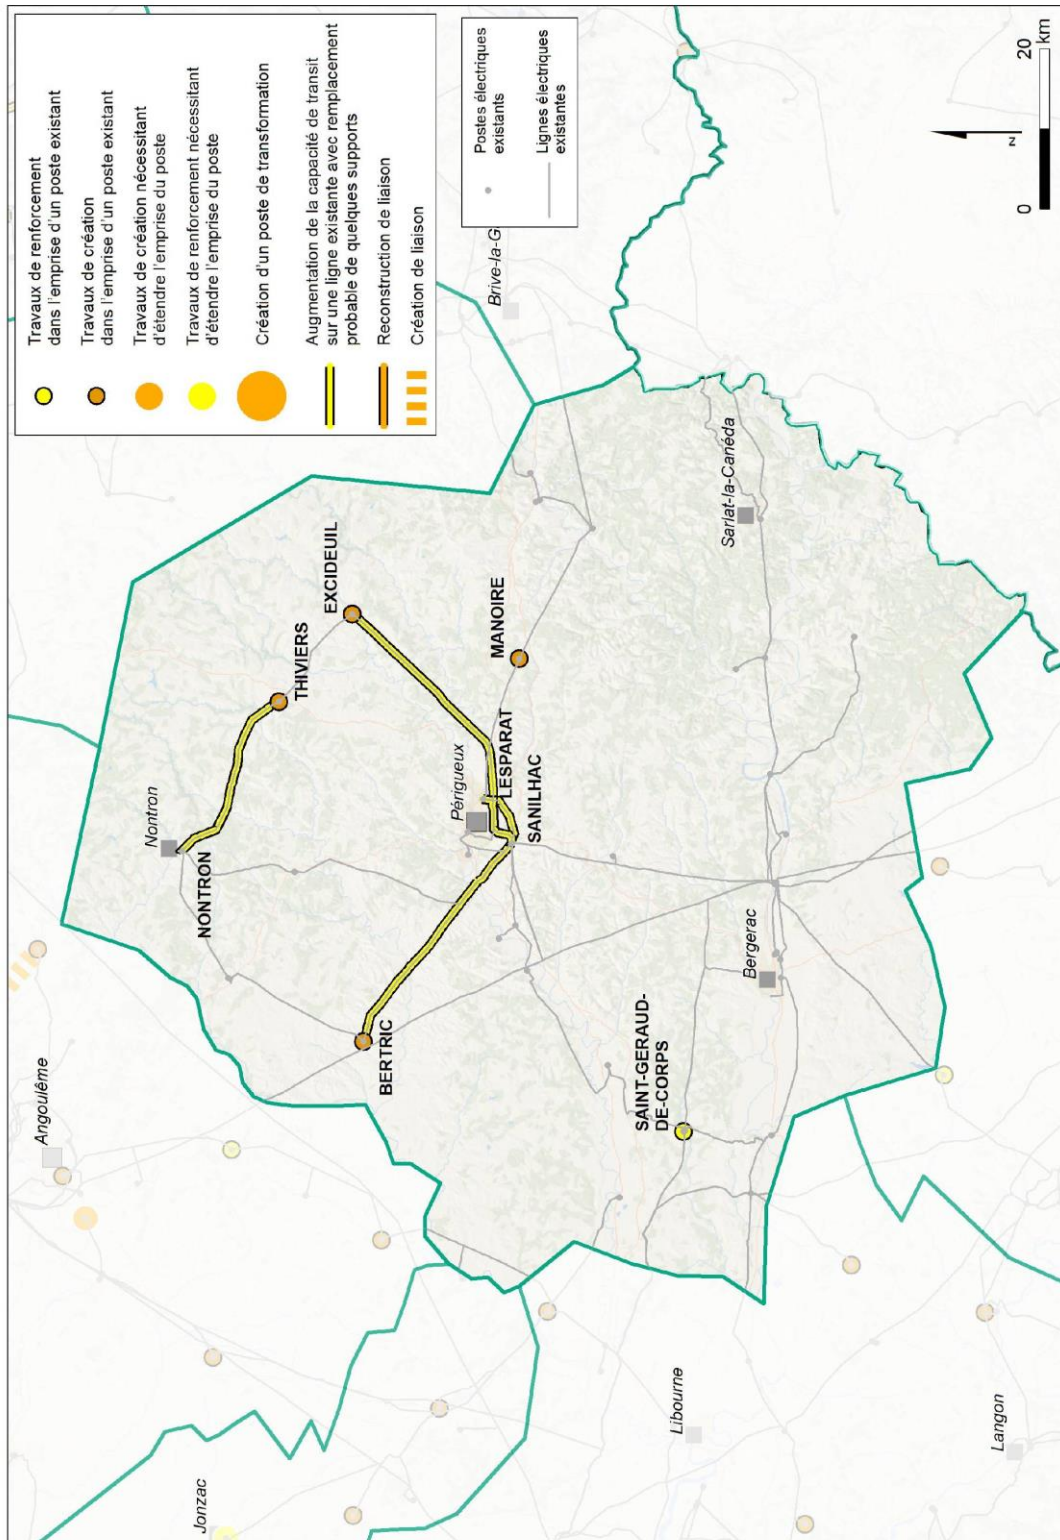 Travaux de renforcement
dans l'emprise d'un poste existant
Travaux de création
dans l'emprise d'un poste existant
Travaux de création nécessitant
d'étendre l'emprise du poste
Travaux de renforcement nécessitant
d'étendre l'emprise du poste
Création d'un poste de transformation
Augmentation de la capacité de transit
sur une ligne existante avec remplacement
probable de quelques supports
Reconstruction de liaison
Création de liaison
Postes électriques
existants
Lignes électriques
existantes
Angoulême
Nontron
NONTRON
THIVIERS
Jonzac
EXCIDEUIL
BERTRIC
Périgueux
Brive-la-G
LESPARAT
MANOIRE
SANILHAC
SAINT-GERAUD-
DE-CORPS
Libourne
Bergerac
Sarlat-la-Canéda
Langon
N
0
20
km